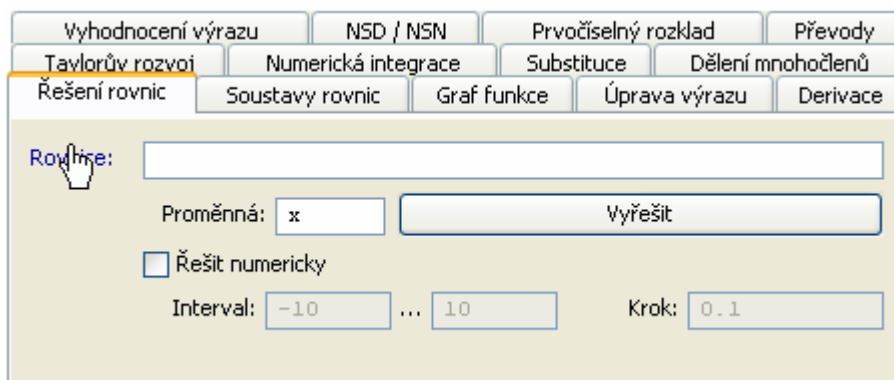 Vyhodnocení výrazu NSD / NSN Prvočíselný rozklad Převody
Taylorův rozvoj Numerická integrace Substituce Dělení mnohočlenů
Řešení rovnic Soustavy rovnic Graf funkce Úprava výrazu Derivace
Rovnice:
Proměnná: x Vyřešit
Řešit numericky
Interval: -10 ... 10 Krok: 0.1